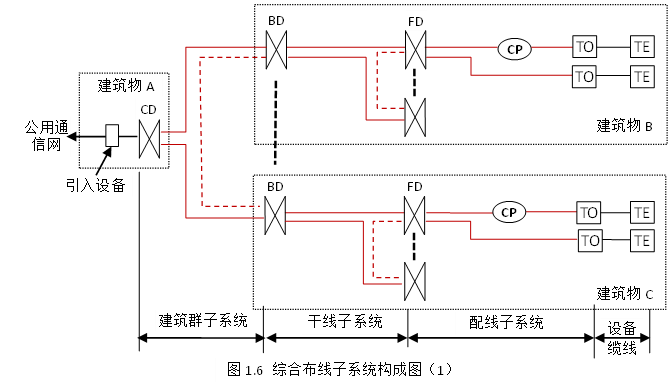 BD
FD
CP
TO
TE
TO
TE
建筑物 B
建筑物 A
CD
公用通
信网
引入设备
BD
FD
CP
TO
TE
TO
TE
建筑物 C
建筑群子系统
干线子系统
配线子系统
设备
缆线
图 1.6 综合布线子系统构成图（1）